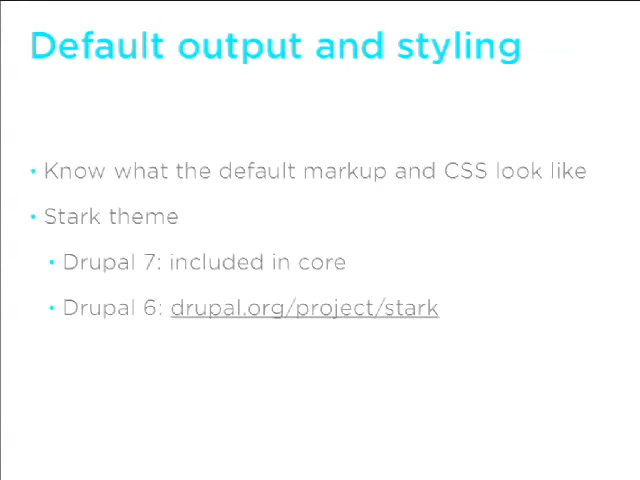 Default output and styling
• Know what the default markup and CSS look like
• Stark theme
• Drupal 7: included in core
• Drupal 6: drupal.org/project/stark